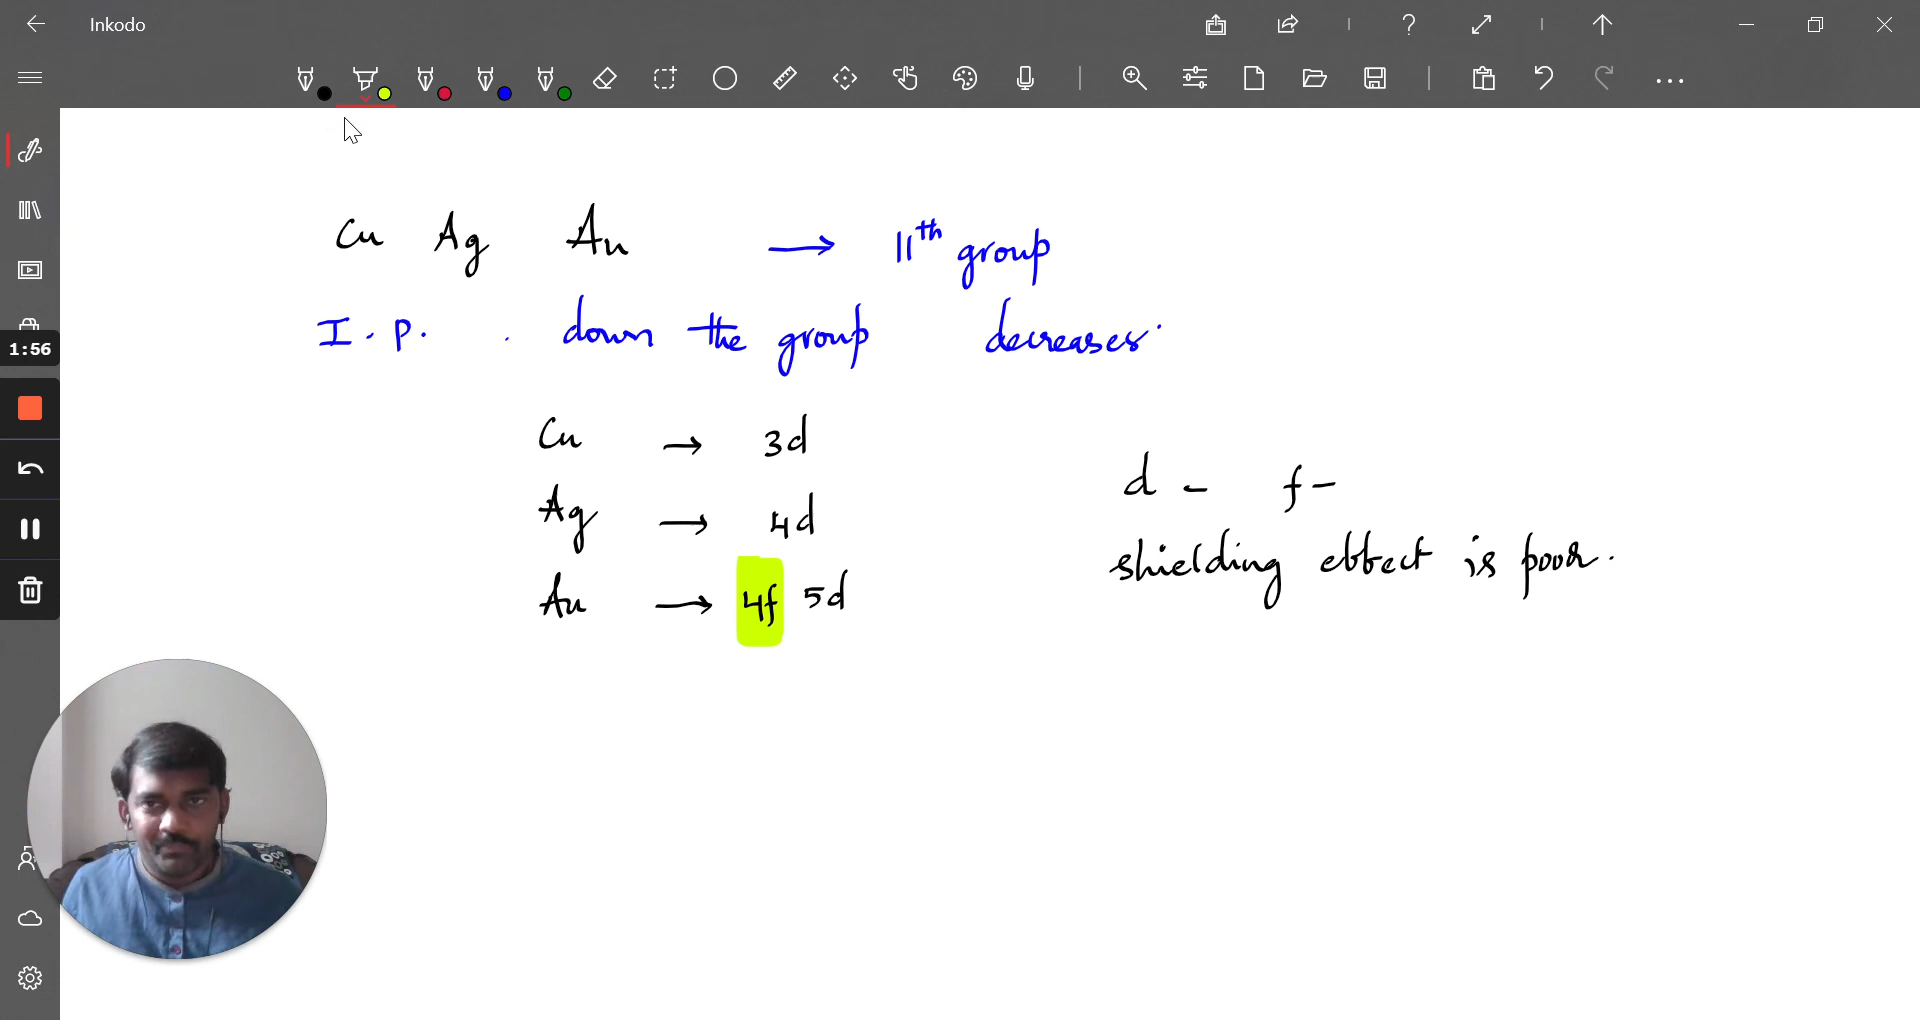 Inkodo
Cu Ag Au → 11th group
I.P. . down the group decreases.
Cu → 3d
Ag → 4d
Au → 4f 5d
d - f -
shielding effect is poor.
1:56